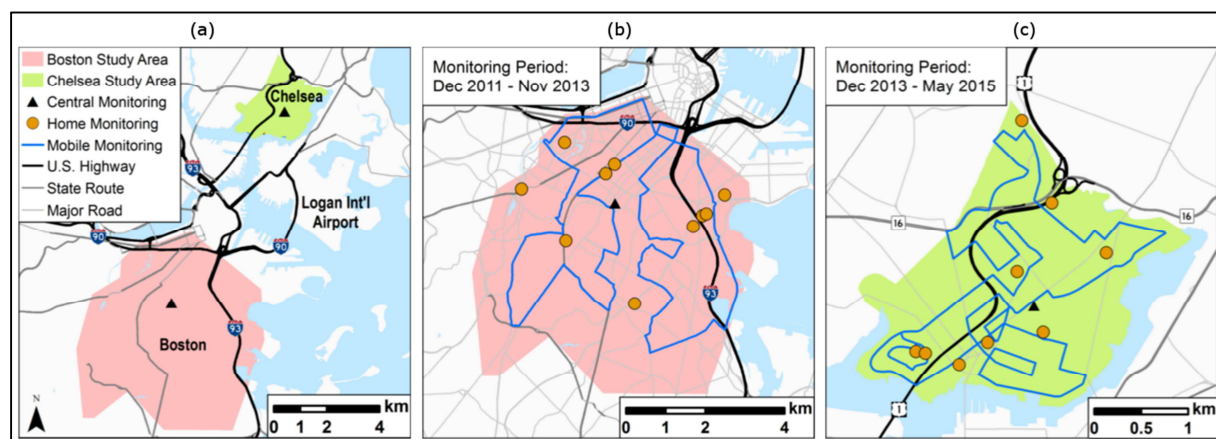 (a)
Boston Study Area
Chelsea Study Area
Central Monitoring
Home Monitoring
Mobile Monitoring
U.S. Highway
State Route
Major Road
Chelsea
93
Logan Int'l
Airport
90
90
93
Boston
N
km
0 2 4
(b)
Monitoring Period:
Dec 2011 - Nov 2013
90
93
km
0 2 4
(c)
Monitoring Period:
Dec 2013 - May 2015
1
16
16
1
km
0 0.5 1